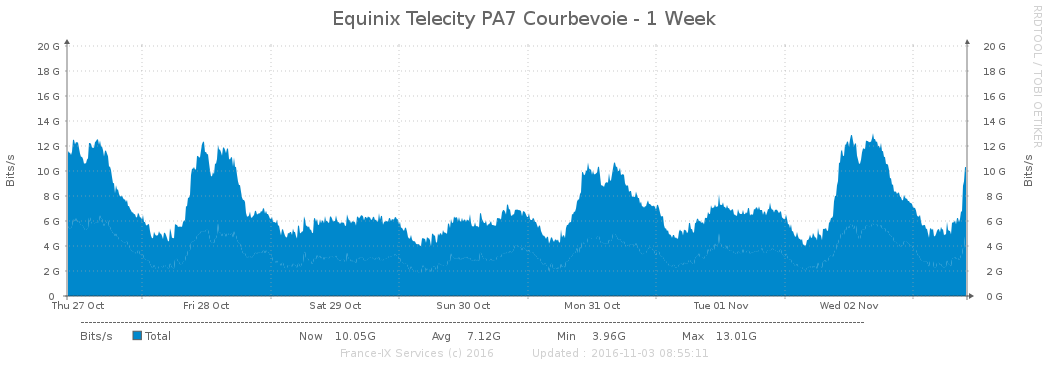 Equinix Telecity PA7 Courbevoie - 1 Week
RRDTOOL / TOBI OETIKER
20 G 20 G
18 G 18 G
16 G 16 G
14 G 14 G
12 G 12 G
10 G 10 G
8 G 8 G
6 G 6 G
4 G 4 G
2 G 2 G
0 0 G
Bits/s
Bits/s
Thu 27 Oct Fri 28 Oct Sat 29 Oct Sun 30 Oct Mon 31 Oct Tue 01 Nov Wed 02 Nov
Bits/s Total Now 10.05G Avg 7.12G Min 3.96G Max 13.01G
France-IX Services (c) 2016 Updated : 2016-11-03 08:55:11